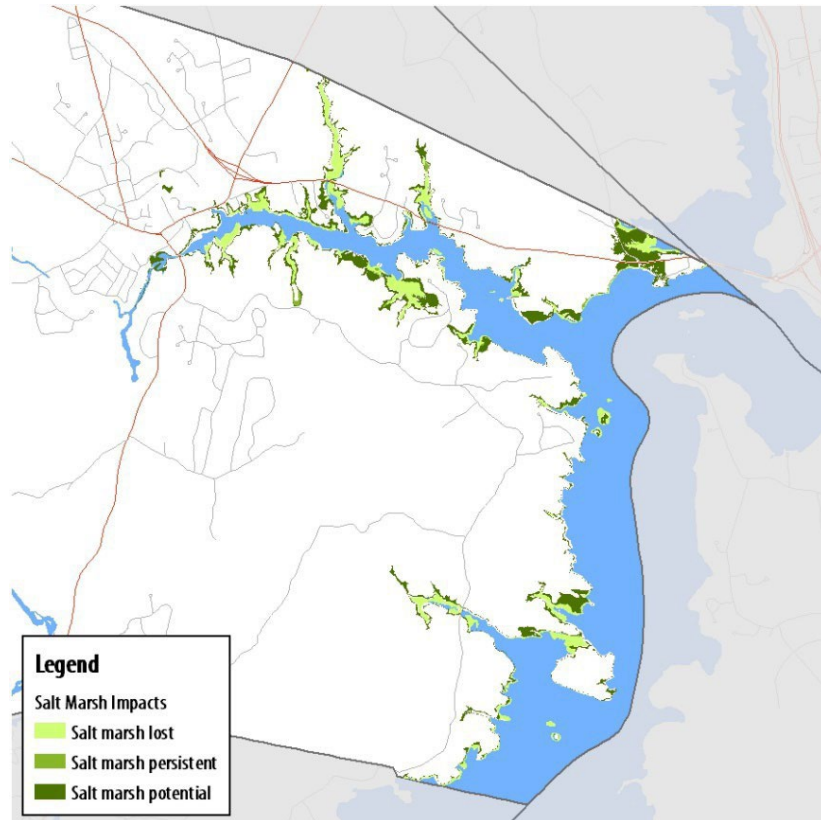 Legend
Salt Marsh Impacts
Salt marsh lost
Salt marsh persistent
Salt marsh potential